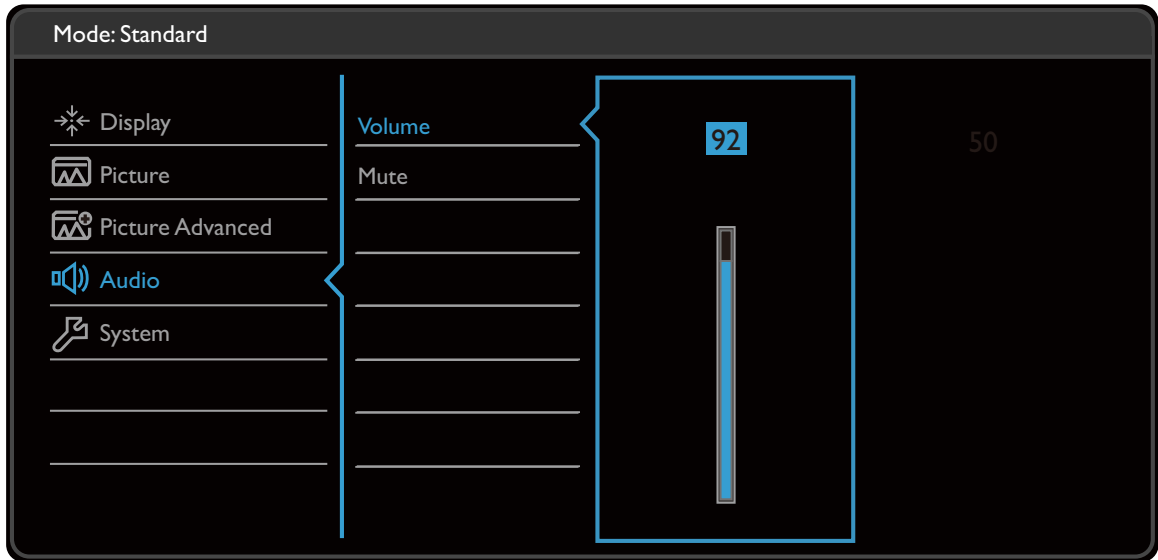 Mode: Standard
Display
Picture
Picture Advanced
Audio
System
Volume
Mute
92
50